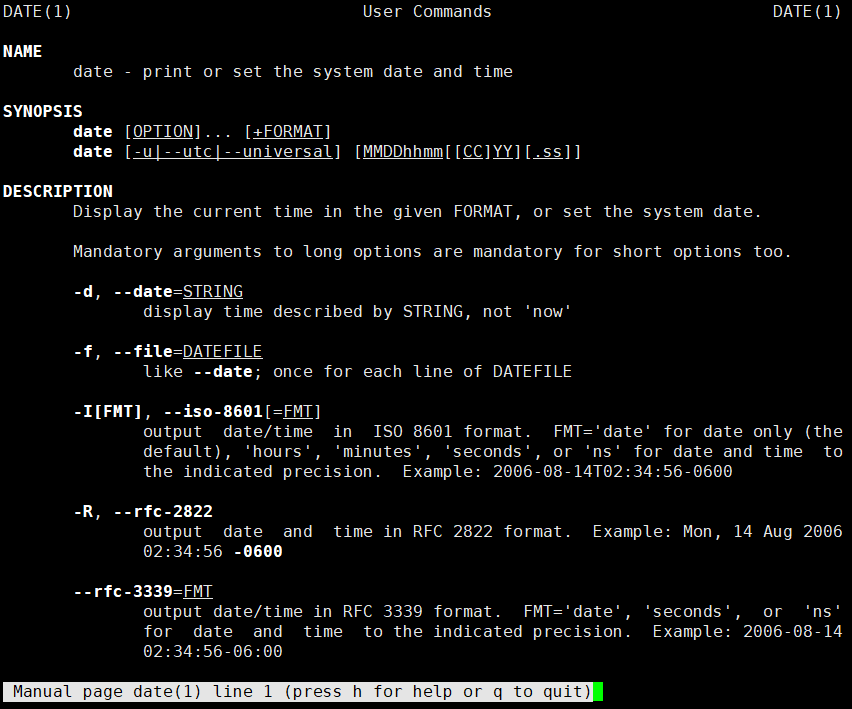 DATE(1) User Commands DATE(1)
NAME
date - print or set the system date and time
SYNOPSIS
date [OPTION]... [+FORMAT]
date [-u|--utc|--universal] [MMDDhhmm[[CC]YY][.ss]]
DESCRIPTION
Display the current time in the given FORMAT, or set the system date.
Mandatory arguments to long options are mandatory for short options too.
-d, --date=STRING
display time described by STRING, not 'now'
-f, --file=DATEFILE
like --date; once for each line of DATEFILE
-I[FMT], --iso-8601[=FMT]
output date/time in ISO 8601 format. FMT='date' for date only (the
default), 'hours', 'minutes', 'seconds', or 'ns' for date and time to
the indicated precision. Example: 2006-08-14T02:34:56-0600
-R, --rfc-2822
output date and time in RFC 2822 format. Example: Mon, 14 Aug 2006
02:34:56 -0600
--rfc-3339=FMT
output date/time in RFC 3339 format. FMT='date', 'seconds', or 'ns'
for date and time to the indicated precision. Example: 2006-08-14
02:34:56-06:00
Manual page date(1) line 1 (press h for help or q to quit)